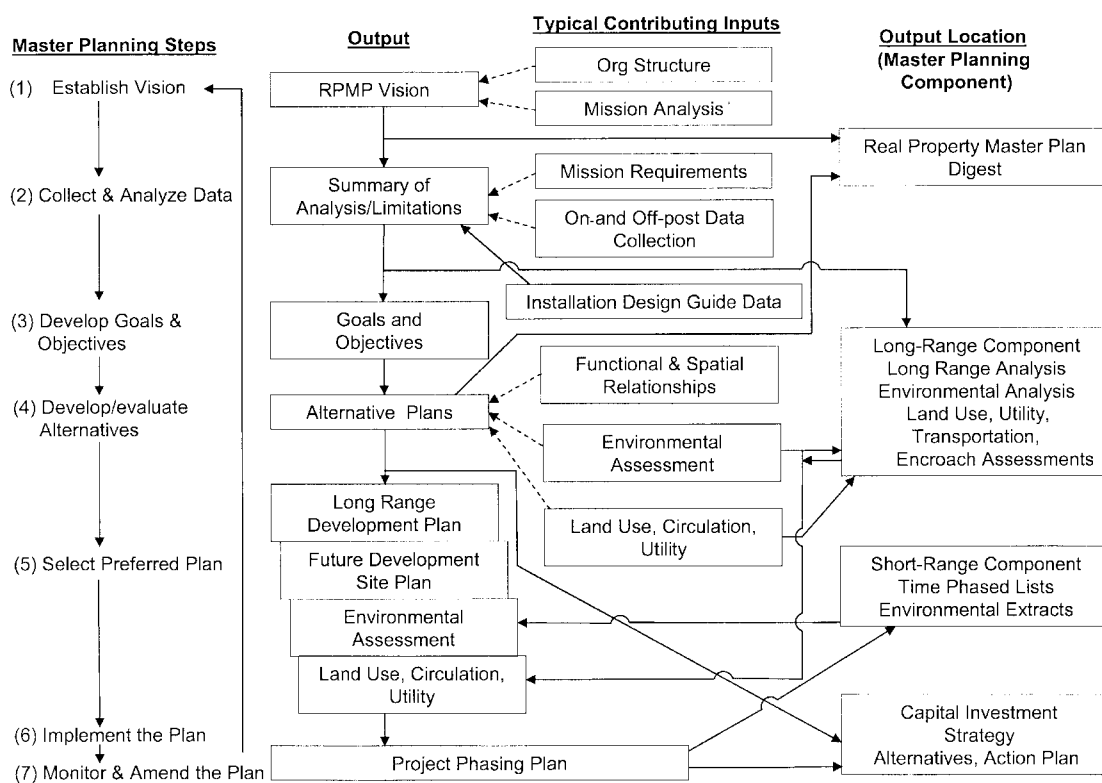 Master Planning Steps
Output
Typical Contributing Inputs
Output Location
(Master Planning
Component)
(1) Establish Vision
(2) Collect & Analyze Data
(3) Develop Goals &
Objectives
(4) Develop/evaluate
Alternatives
(5) Select Preferred Plan
(6) Implement the Plan
(7) Monitor & Amend the Plan
RPMP Vision
Summary of
Analysis/Limitations
Goals and
Objectives
Alternative Plans
Long Range
Development Plan
Future Development
Site Plan
Environmental
Assessment
Land Use, Circulation,
Utility
Project Phasing Plan
Org Structure
Mission Analysis
Mission Requirements
On-and Off-post Data
Collection
Installation Design Guide Data
Functional & Spatial
Relationships
Environmental
Assessment
Land Use, Circulation,
Utility
Real Property Master Plan
Digest
Long-Range Component
Long Range Analysis
Environmental Analysis
Land Use, Utility,
Transportation,
Encroach Assessments
Short-Range Component
Time Phased Lists
Environmental Extracts
Capital Investment
Strategy
Alternatives, Action Plan